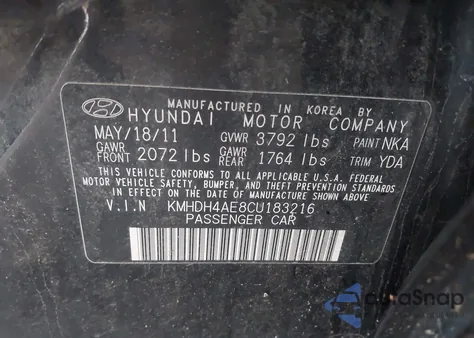 MANUFACTURED IN KOREA BY
HYUNDAI MOTOR COMPANY
MAY/18/11 GVWR 3792 lbs PAINT NKA
GAWR FRONT 2072 lbs GAWR REAR 1764 lbs TRIM YDA
THIS VEHICLE CONFORMS TO ALL APPLICABLE U.S.A. FEDERAL
MOTOR VEHICLE SAFETY, BUMPER, AND THEFT PREVENTION
STANDARDS IN EFFECT ON THE DATE OF MANUFACTURE SHOWN ABOVE.
V.I.N KMHDH4AE8CU183216
PASSENGER CAR
AutoSnap